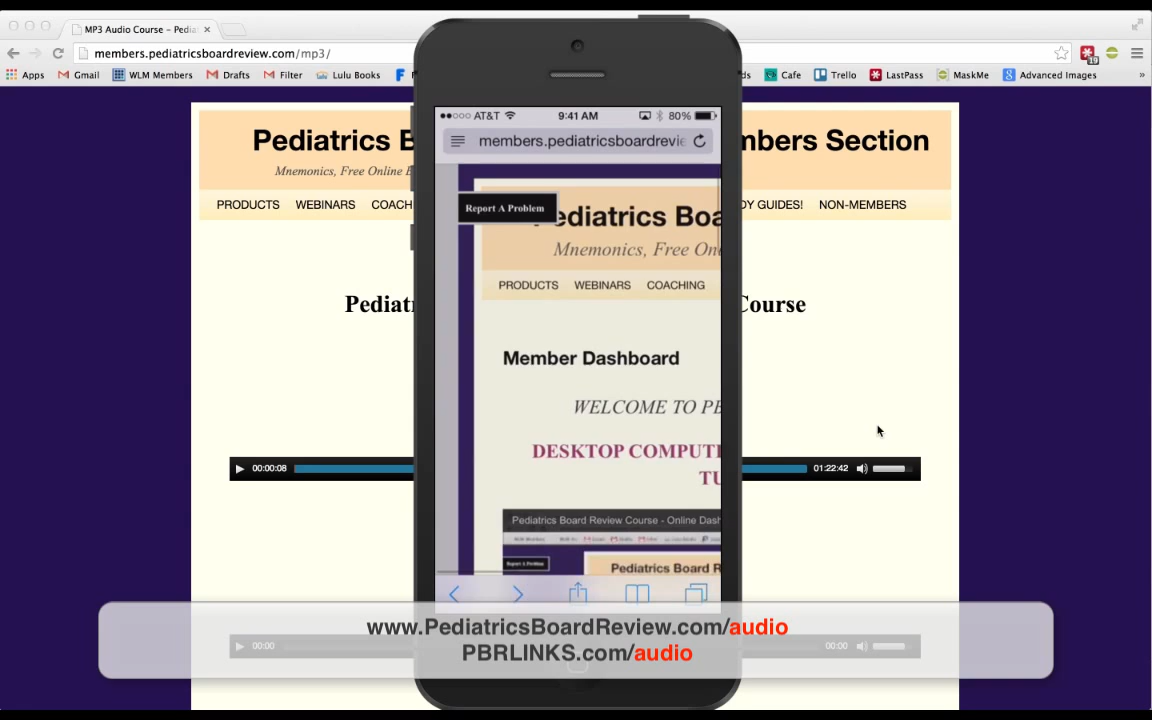 MP3 Audio Course – Pedia
members.pediatricsboardreview.com/mp3/
Apps Gmail WLM Members Drafts Filter Lulu Books Cafe Trello LastPass MaskMe Advanced Images »
Pediatrics B
mbers Section
Mnemonics, Free Online
PRODUCTS WEBINARS COACH
DY GUIDES! NON-MEMBERS
Pediat
Course
00:00:08
01:22:42
00:00
00:00
AT&T 9:41 AM 80%
members.pediatricsboardrevie
Report A Problem
Pediatrics Boa
Mnemonics, Free Onl
PRODUCTS WEBINARS COACHING
Member Dashboard
WELCOME TO PE
DESKTOP COMPUTI
TU
Pediatrics Board Review Course - Online Dash
Report A Problem
Pediatrics Board R
www.PediatricsBoardReview.com/audio
PBRLINKS.com/audio